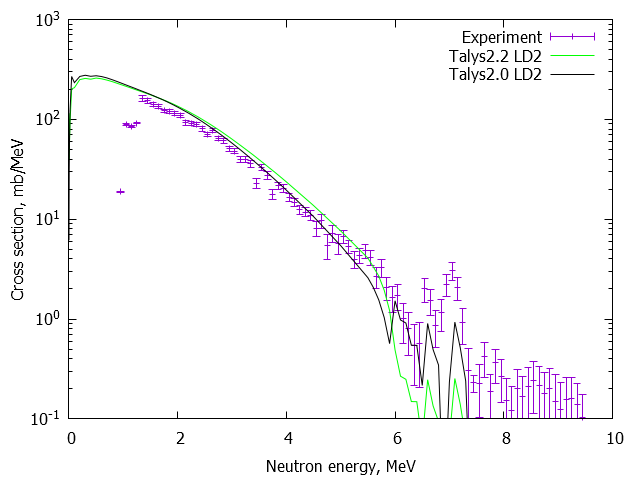 Experiment
Talys2.2 LD2
Talys2.0 LD2
Cross section, mb/MeV
10^3
10^2
10^1
10^0
10^-1
0 2 4 6 8 10
Neutron energy, MeV